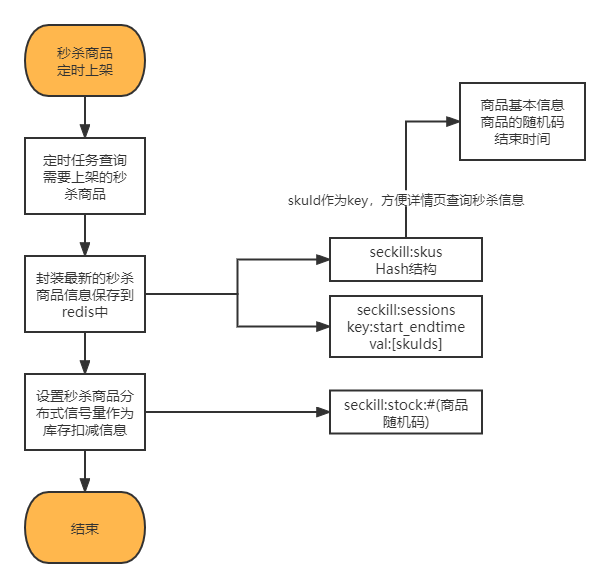 秒杀商品
定时上架
定时任务查询
需要上架的秒
杀商品
封装最新的秒杀
商品信息保存到
redis中
设置秒杀商品分
布式信号量作为
库存扣减信息
结束
商品基本信息
商品的随机码
结束时间
skuId作为key，方便详情页查询秒杀信息
seckill:skus
Hash结构
seckill:sessions
key:start_endtime
val:[skuIds]
seckill:stock:#(商品
随机码)